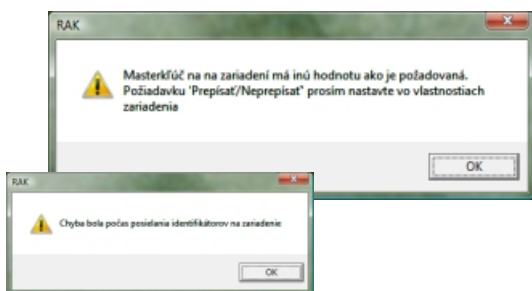 RAK
Masterkľúč na na zariadení má inú hodnotu ako je požadovaná.
Požiadavku 'Prepísať/Neprepísať' prosím nastavte vo vlastnostiach
zariadenia
OK
RAK
Chyba bola počas posielania identifikátorov na zariadenie
OK